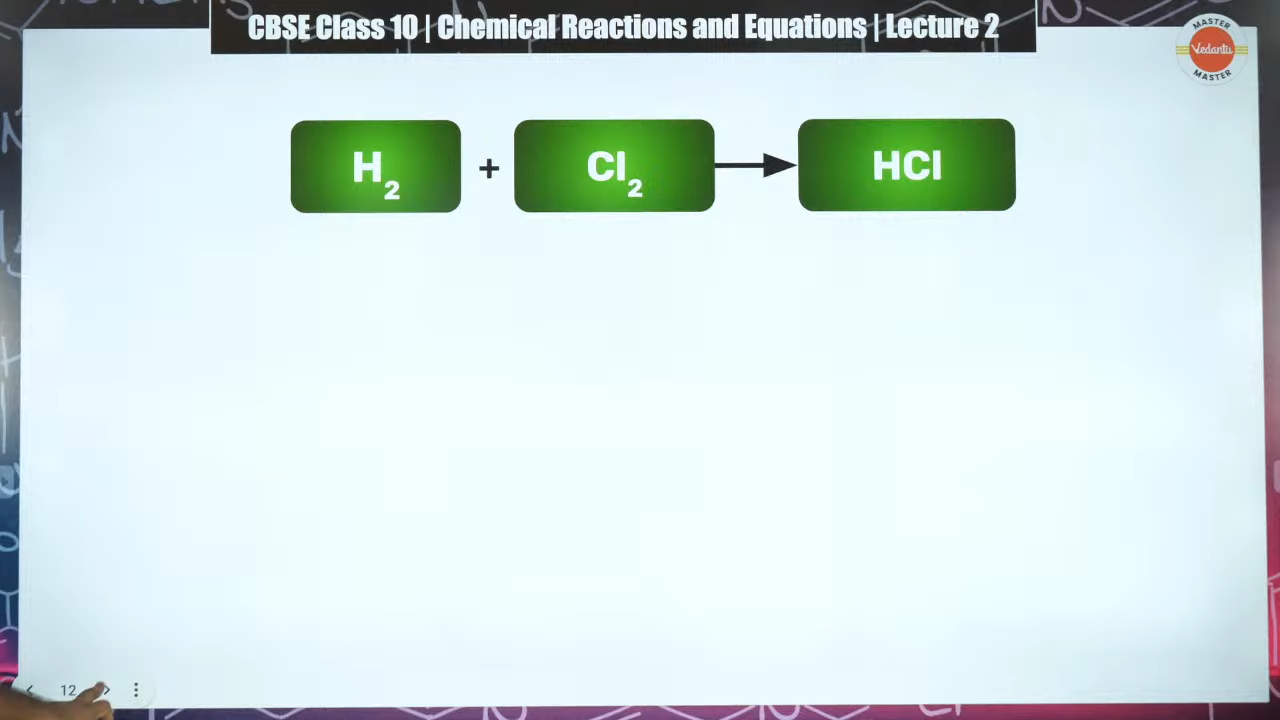 CBSE Class 10 | Chemical Reactions and Equations | Lecture 2
MASTER
Vedantu
MASTER
H₂ + Cl₂ → HCl
12